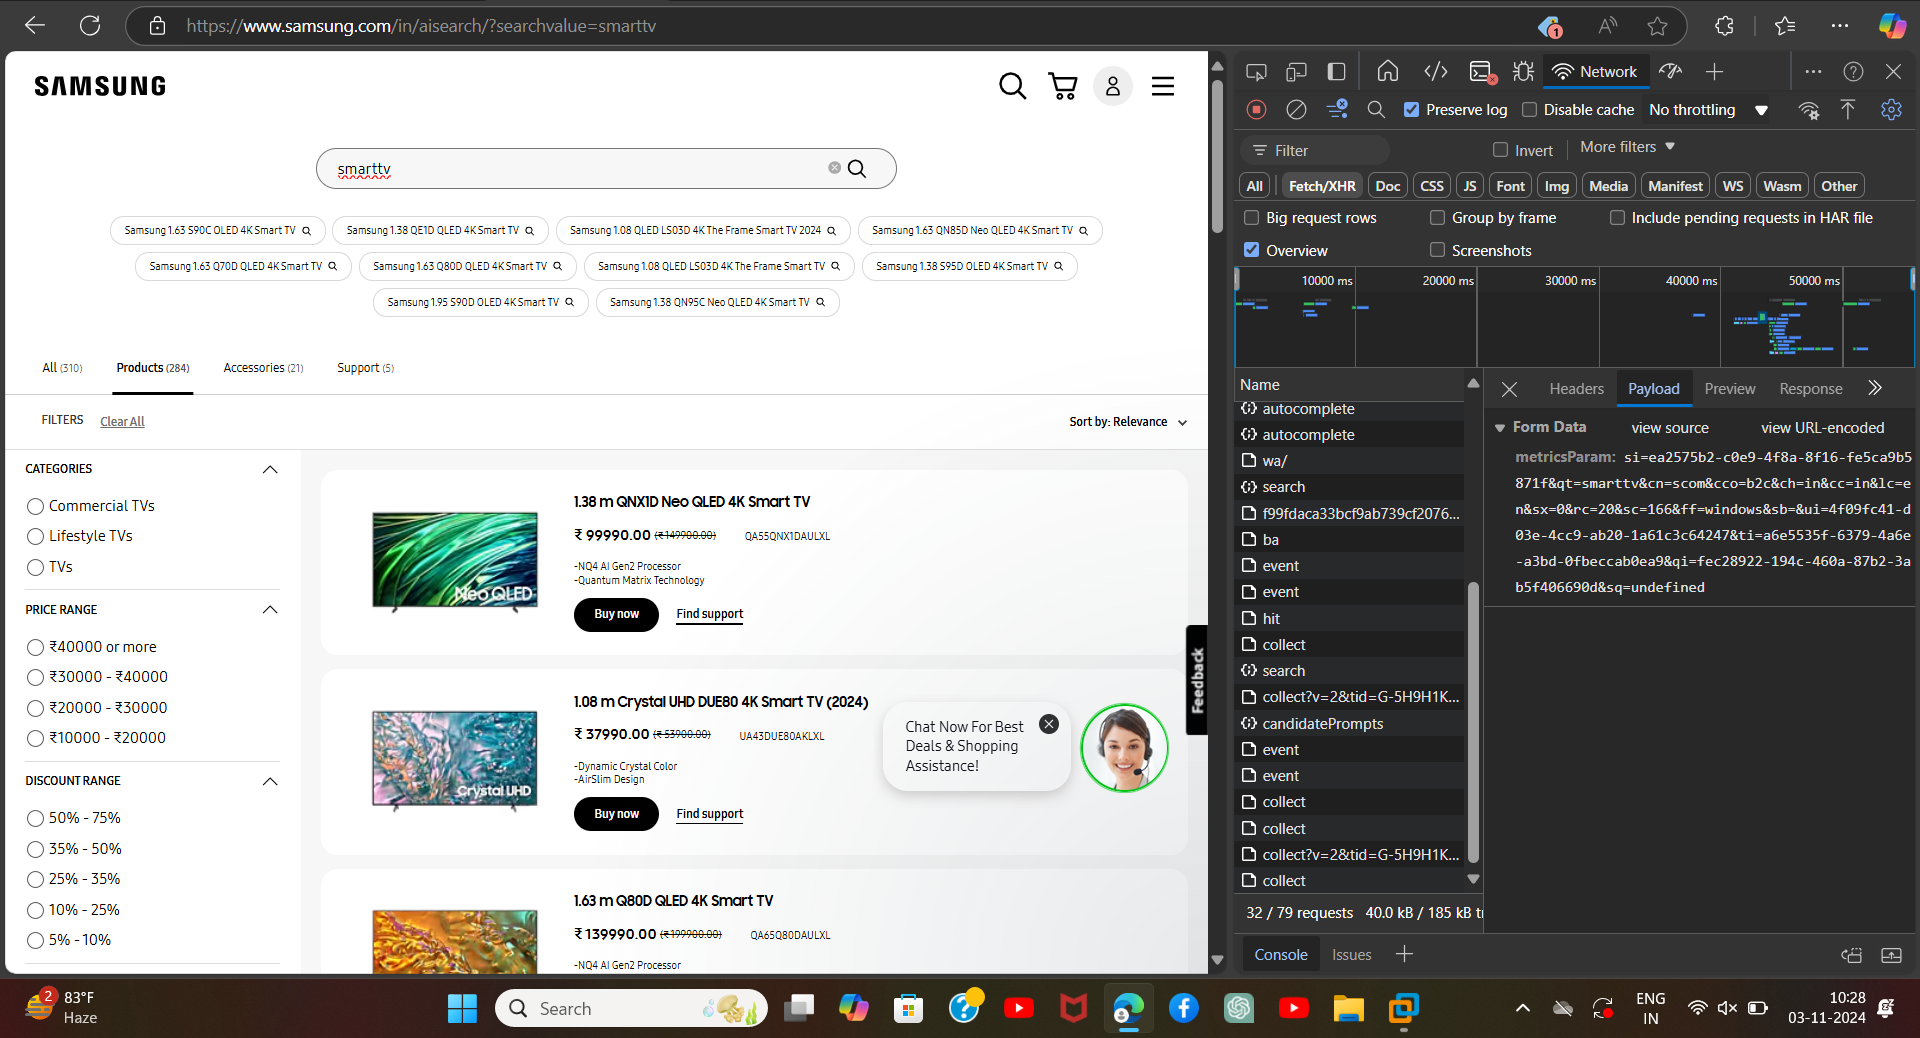 https://www.samsung.com/in/aisearch/?searchvalue=smarttv
1
SAMSUNG
smarttv
Samsung 1.63 S90C OLED 4K Smart TV
Samsung 1.38 QE1D QLED 4K Smart TV
Samsung 1.08 QLED LS03D 4K The Frame Smart TV 2024
Samsung 1.63 QN85D Neo QLED 4K Smart TV
Samsung 1.63 Q70D QLED 4K Smart TV
Samsung 1.63 Q80D QLED 4K Smart TV
Samsung 1.08 QLED LS03D 4K The Frame Smart TV
Samsung 1.38 S95D OLED 4K Smart TV
Samsung 1.95 S90D OLED 4K Smart TV
Samsung 1.38 QN95C Neo QLED 4K Smart TV
All (310)
Products (284)
Accessories (21)
Support (5)
FILTERS
Clear All
Sort by: Relevance
CATEGORIES
Commercial TVs
Lifestyle TVs
TVs
PRICE RANGE
₹40000 or more
₹30000 - ₹40000
₹20000 - ₹30000
₹10000 - ₹20000
DISCOUNT RANGE
50% - 75%
35% - 50%
25% - 35%
10% - 25%
5% - 10%
Neo QLED
1.38 m QNX1D Neo QLED 4K Smart TV
₹ 99990.00 (₹ 149900.00) QA55QNX1DAULXL
-NQ4 AI Gen2 Processor
-Quantum Matrix Technology
Buy now
Find support
Crystal UHD
1.08 m Crystal UHD DUE80 4K Smart TV (2024)
₹ 37990.00 (₹ 53900.00) UA43DUE80AKLXL
-Dynamic Crystal Color
-AirSlim Design
Buy now
Find support
1.63 m Q80D QLED 4K Smart TV
₹ 139990.00 (₹ 199900.00) QA65Q80DAULXL
-NQ4 AI Gen2 Processor
Chat Now For Best
Deals & Shopping
Assistance!
Feedback
Network
Preserve log
Disable cache
No throttling
Filter
Invert
More filters
All
Fetch/XHR
Doc
CSS
JS
Font
Img
Media
Manifest
WS
Wasm
Other
Big request rows
Group by frame
Include pending requests in HAR file
Overview
Screenshots
10000 ms
20000 ms
30000 ms
40000 ms
50000 ms
Name
autocomplete
autocomplete
wa/
search
f99fdaca33bcf9ab739cf2076...
ba
event
event
hit
collect
search
collect?v=2&tid=G-5H9H1K...
candidatePrompts
event
event
collect
collect
collect?v=2&tid=G-5H9H1K...
collect
32 / 79 requests 40.0 kB / 185 kB tr
Headers
Payload
Preview
Response
Form Data
view source
view URL-encoded
metricsParam: si=ea2575b2-c0e9-4f8a-8f16-fe5ca9b5
871f&qt=smarttv&cn=scom&cco=b2c&ch=in&cc=in&lc=e
n&sx=0&rc=20&sc=166&ff=windows&sb=&ui=4f09fc41-d
03e-4cc9-ab20-1a61c3c64247&ti=a6e5535f-6379-4a6e
-a3bd-0fbeccab0ea9&qi=fec28922-194c-460a-87b2-3a
b5f406690d&sq=undefined
Console
Issues
2
83°F
Haze
Search
ENG
IN
10:28
03-11-2024